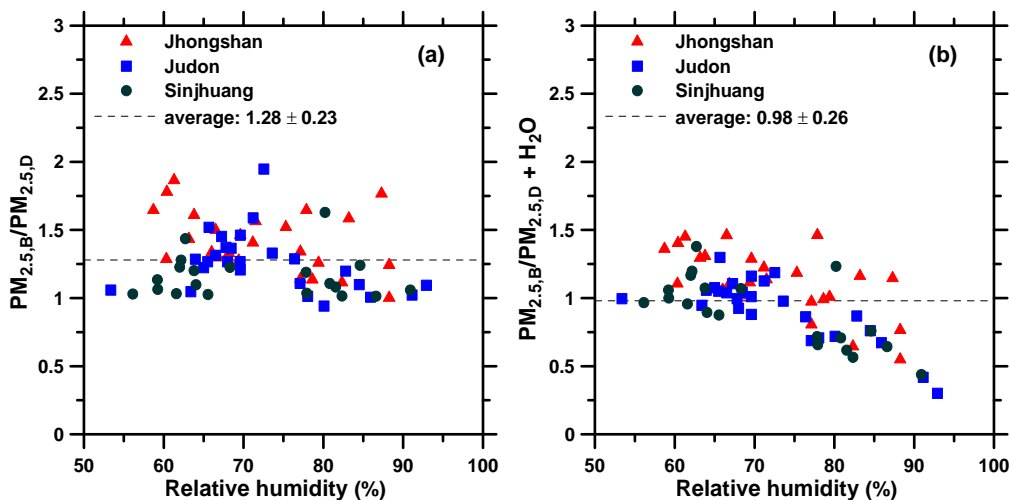 3
2.5
2
1.5
1
0.5
0
PM2.5,B/PM2.5,D
Jhongshan
Judon
Sinjhuang
average: 1.28 ± 0.23
(a)
50 60 70 80 90 100
Relative humidity (%)
3
2.5
2
1.5
1
0.5
0
PM2.5,B/PM2.5,D + H2O
Jhongshan
Judon
Sinjhuang
average: 0.98 ± 0.26
(b)
50 60 70 80 90 100
Relative humidity (%)